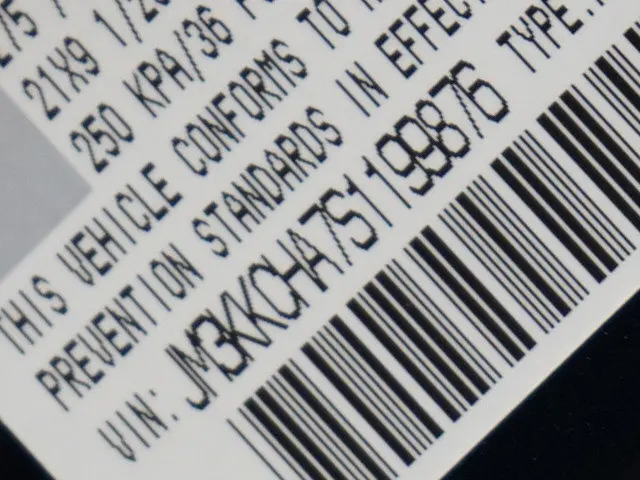 21X9
250 KPA/36
THIS VEHICLE CONFORMS TO
PREVENTION STANDARDS IN EFFECT
VIN: JM3KKCHA7S1199876 TYPE: